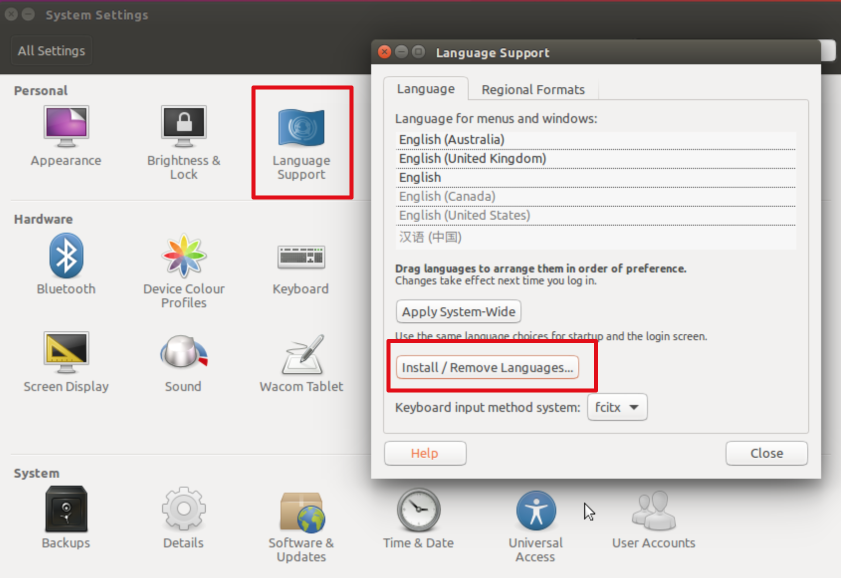 System Settings
All Settings
Personal
Appearance
Brightness &
Lock
Language
Support
Hardware
Bluetooth
Device Colour
Profiles
Keyboard
Screen Display
Sound
Wacom Tablet
System
Backups
Details
Software &
Updates
Time & Date
Universal
Access
User Accounts
Language Support
Language
Regional Formats
Language for menus and windows:
English (Australia)
English (United Kingdom)
English
English (Canada)
English (United States)
汉语 (中国)
Drag languages to arrange them in order of preference.
Changes take effect next time you log in.
Apply System-Wide
Use the same language choices for startup and the login screen.
Install / Remove Languages...
Keyboard input method system: fcitx
Help
Close